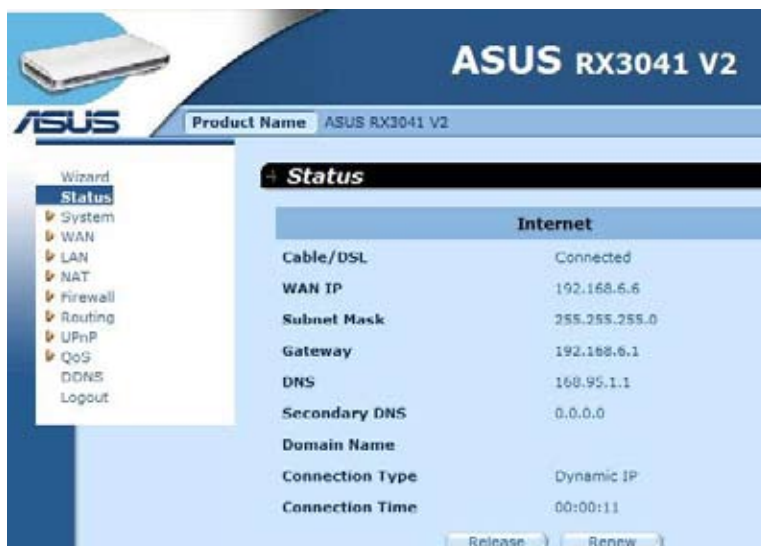 ASUS RX3041 V2
ASUS
Product Name ASUS RX3041 V2
Wizard
Status
System
WAN
LAN
NAT
Firewall
Routing
UPnP
QoS
DDNS
Logout
Status
Internet
Cable/DSL Connected
WAN IP 192.168.6.6
Subnet Mask 255.255.255.0
Gateway 192.168.6.1
DNS 168.95.1.1
Secondary DNS 0.0.0.0
Domain Name
Connection Type Dynamic IP
Connection Time 00:00:11
Release Renew